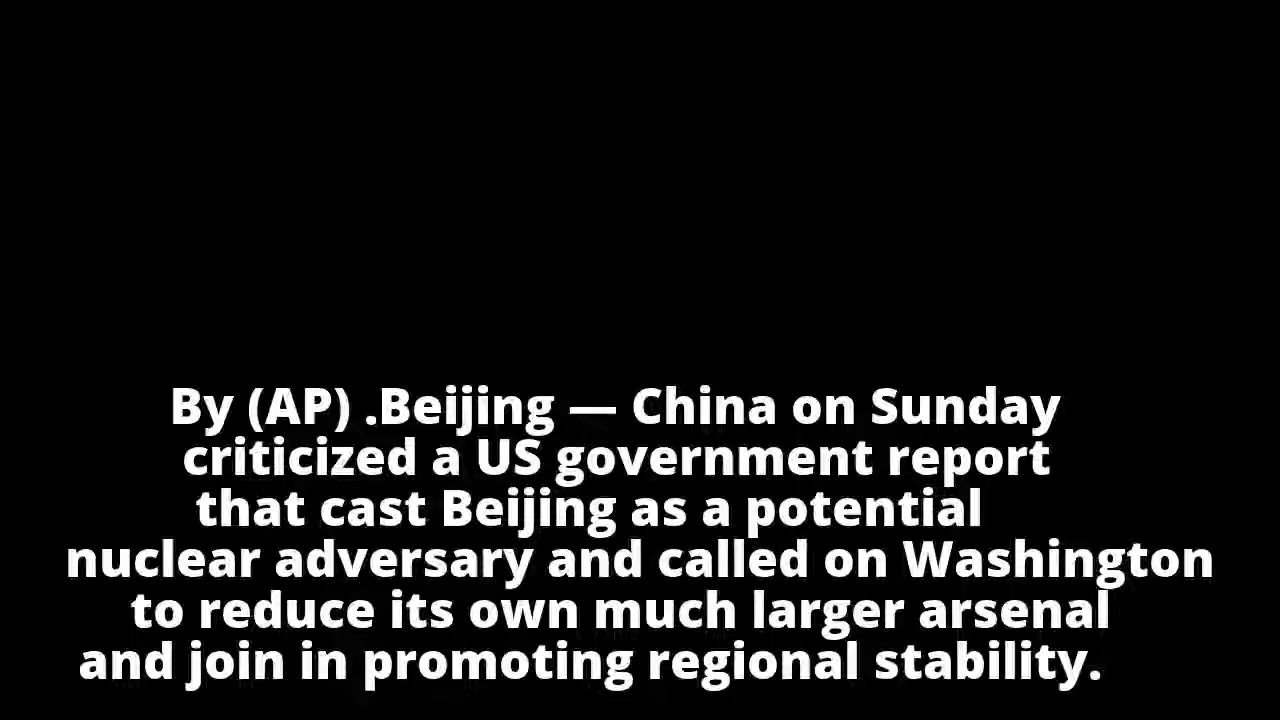 By (AP) .Beijing — China on Sunday
criticized a US government report
that cast Beijing as a potential
nuclear adversary and called on Washington
to reduce its own much larger arsenal
and join in promoting regional stability.